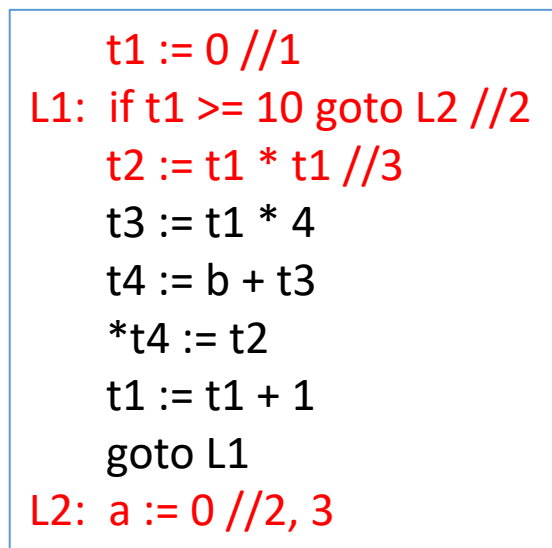 t1 := 0 //1
L1: if t1 >= 10 goto L2 //2
t2 := t1 * t1 //3
t3 := t1 * 4
t4 := b + t3
*t4 := t2
t1 := t1 + 1
goto L1
L2: a := 0 //2, 3